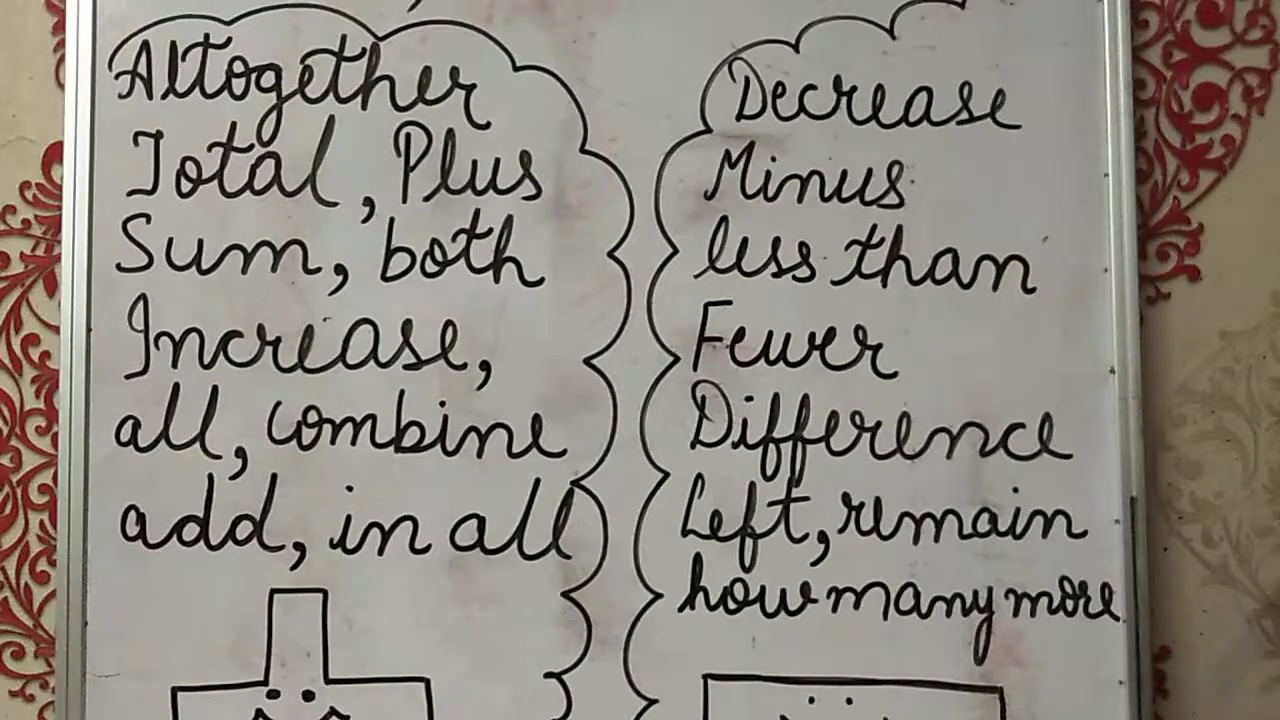 Altogether
Total, Plus
Sum, both
Increase,
all, combine
add, in all
Decrease
Minus
less than
Fewer
Difference
Left, remain
how many more